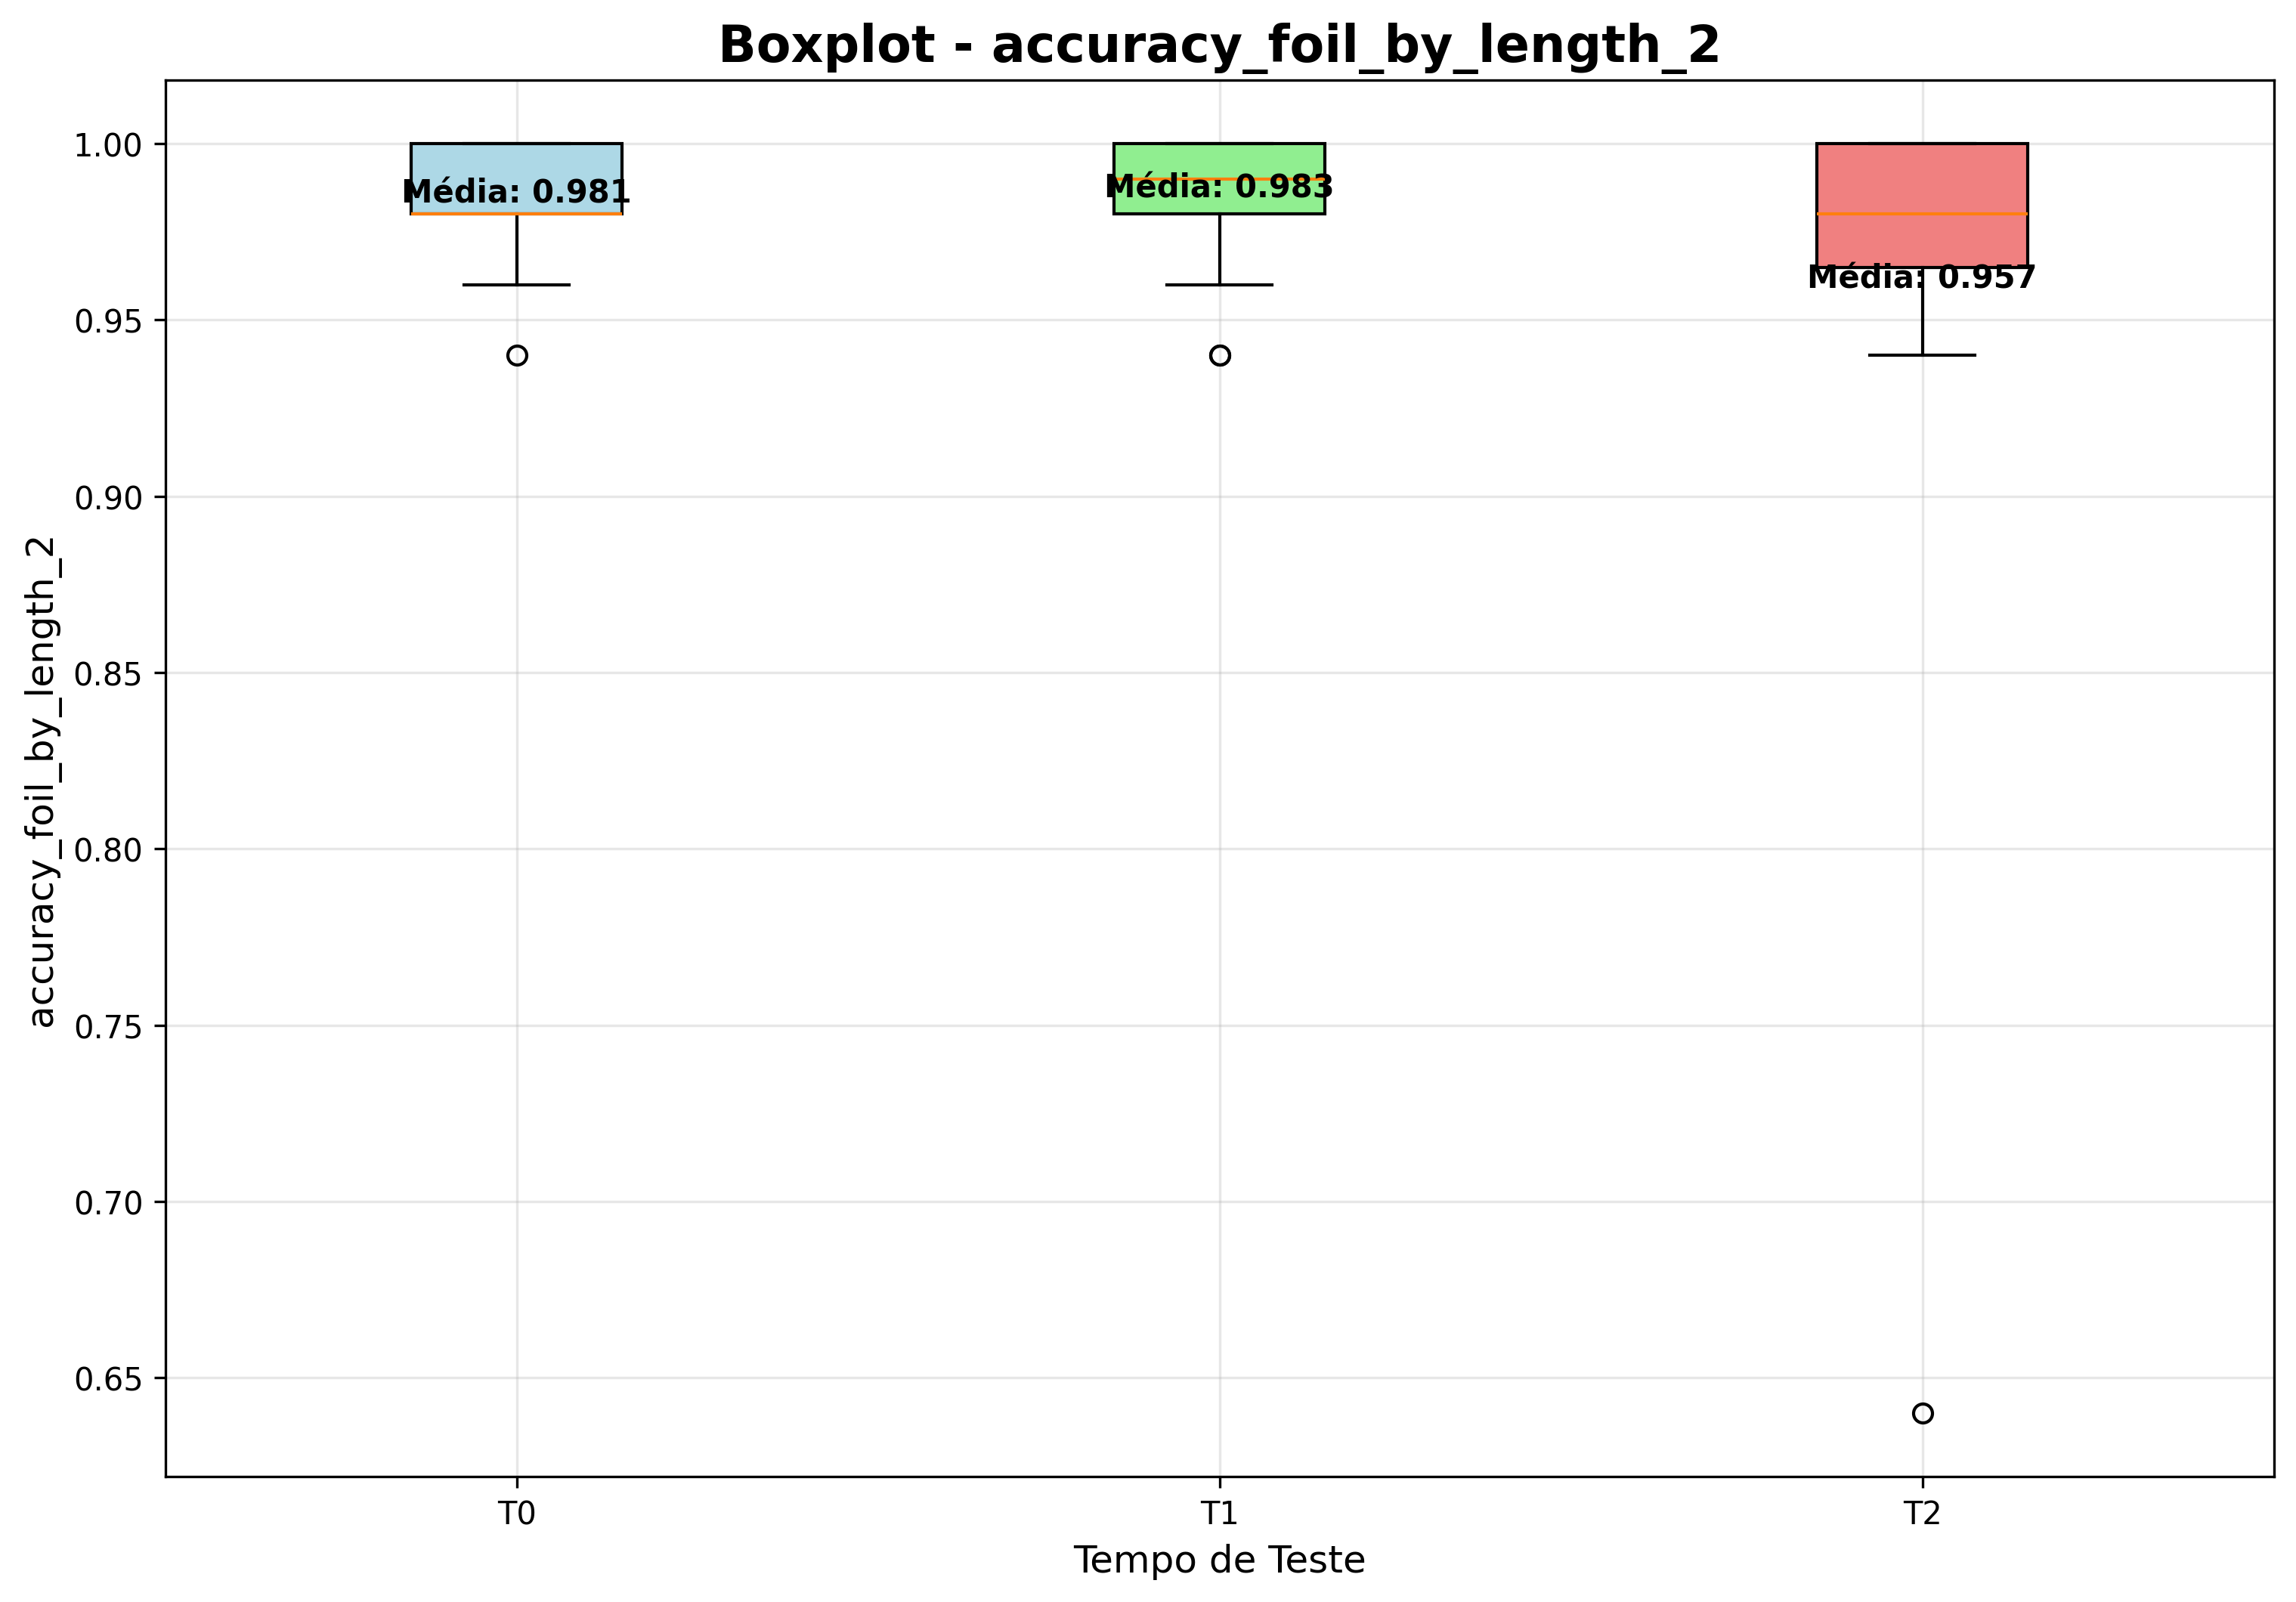 Boxplot - accuracy_foil_by_length_2
accuracy_foil_by_length_2
1.00
0.95
0.90
0.85
0.80
0.75
0.70
0.65
Média: 0.981
Média: 0.983
Média: 0.957
T0
T1
T2
Tempo de Teste